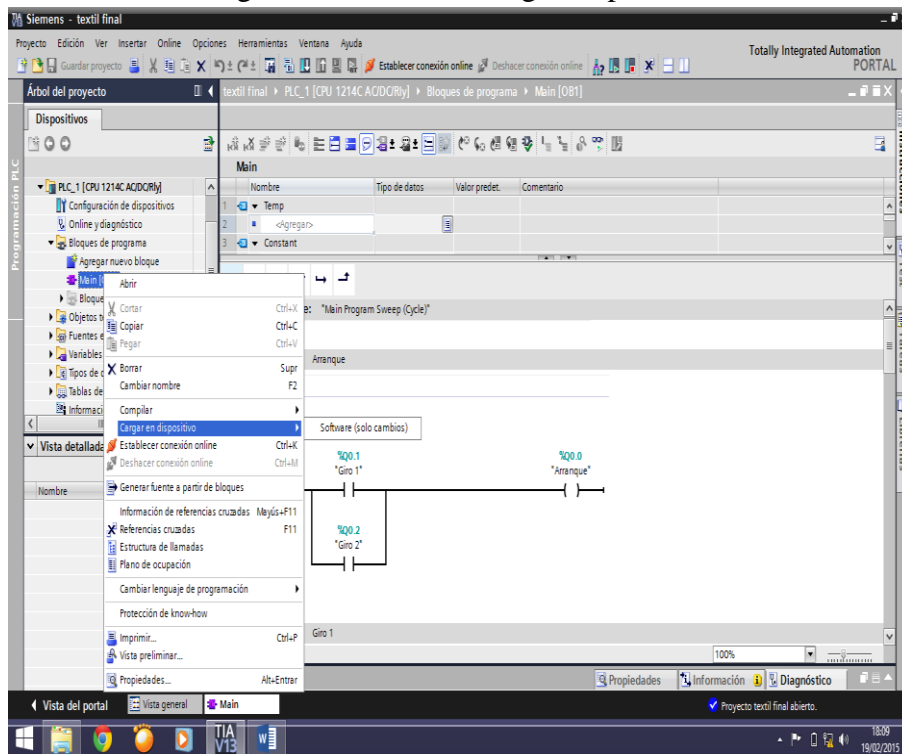 Siemens - textil final
Proyecto Edición Ver Insertar Online Opciones Herramientas Ventana Ayuda
Totally Integrated Automation
PORTAL
Guardar proyecto
Establecer conexión online
Deshacer conexión online
Árbol del proyecto
textil final PLC_1 [CPU 1214C AC/DC/Rly] Bloques de programa Main [OB1]
Dispositivos
Programación PLC
Main
Nombre Tipo de datos Valor predet. Comentario
1 Temp
2 <Agregar>
3 Constant
PLC_1 [CPU 1214C AC/DC/Rly]
Configuración de dispositivos
Online y diagnóstico
Bloques de programa
Agregar nuevo bloque
Main [
Bloque
Objetos t
Fuentes e
Variables
Tipos de d
Tablas de
Informaci
Vista detallada
Nombre
Abrir
Cortar Ctrl+X
Copiar Ctrl+C
Pegar Ctrl+V
Borrar Supr
Cambiar nombre F2
Compilar
Cargar en dispositivo
Establecer conexión online Ctrl+K
Deshacer conexión online Ctrl+M
Generar fuente a partir de bloques
Información de referencias cruzadas Mayús+F11
Referencias cruzadas F11
Estructura de llamadas
Plano de ocupación
Cambiar lenguaje de programación
Protección de know-how
Imprimir... Ctrl+P
Vista preliminar...
Propiedades... Alt+Entrar
"Main Program Sweep (Cycle)"
Arranque
Software (solo cambios)
%Q0.1
"Giro 1"
%Q0.0
"Arranque"
%Q0.2
"Giro 2"
Giro 1
100%
Propiedades Información Diagnóstico
Vista del portal Vista general Main
Proyecto textil final abierto.
TIA
V13
18:09
19/02/2015